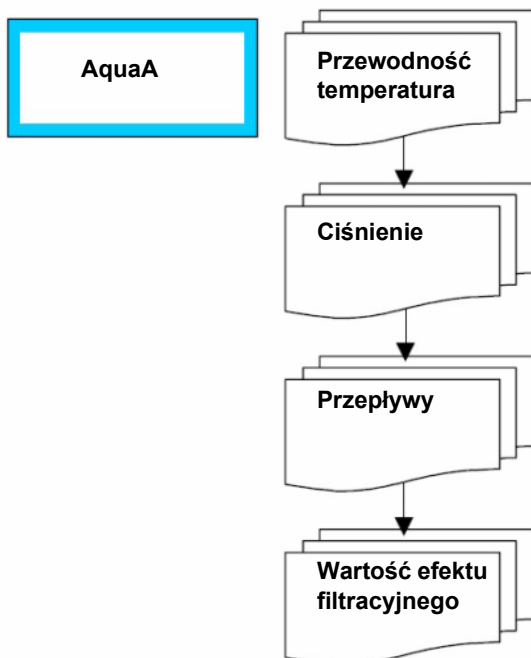 AquaA
Przewodność
temperatura
Ciśnienie
Przepływy
Wartość efektu
filtracyjnego